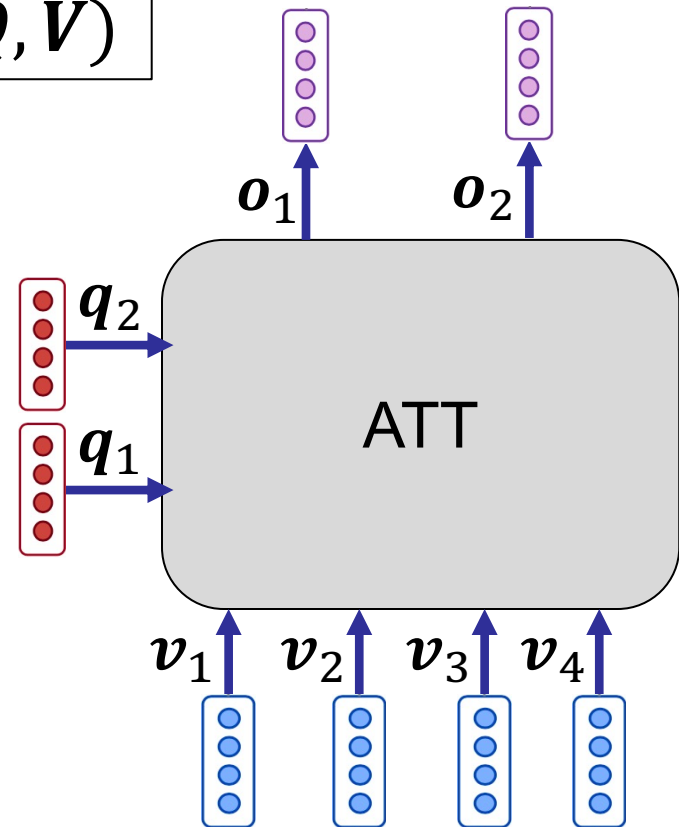 , V)
o₁
o₂
q₂
q₁
ATT
v₁ v₂ v₃ v₄